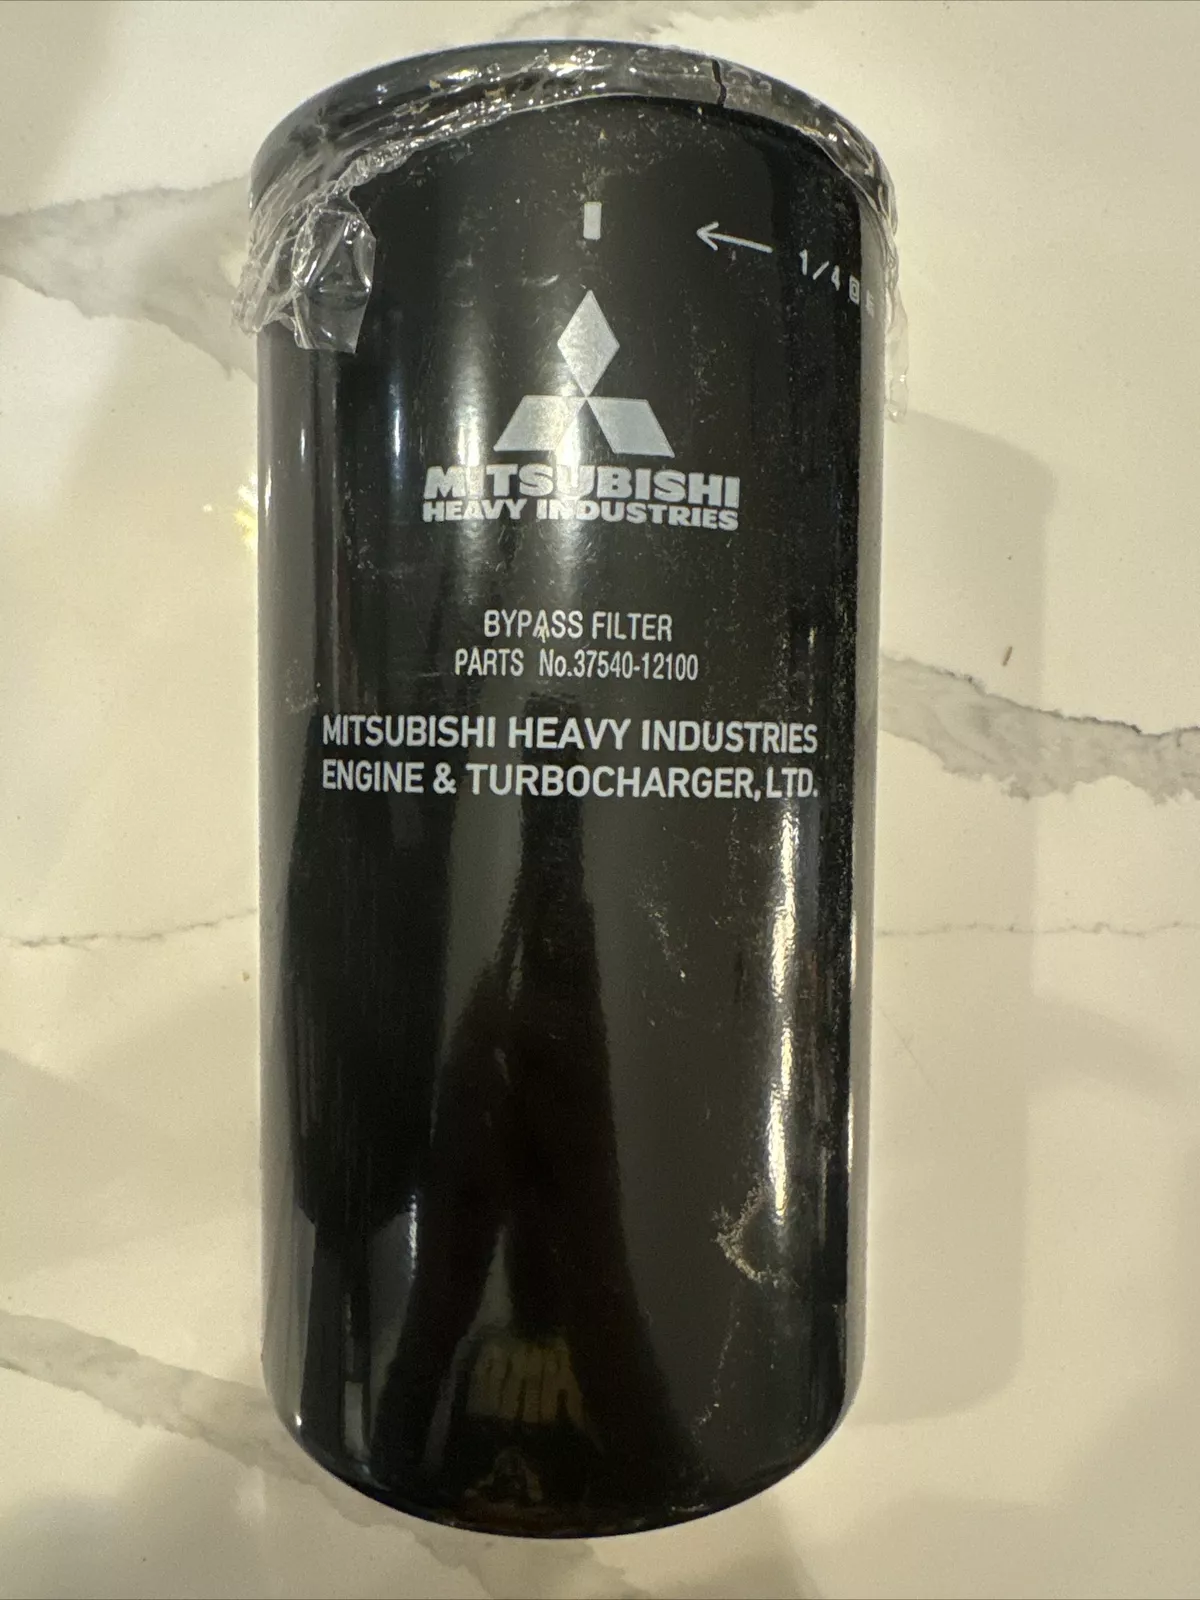 1/4
MITSUBISHI
HEAVY INDUSTRIES
BYPASS FILTER
PARTS No.37540-12100
MITSUBISHI HEAVY INDUSTRIES
ENGINE & TURBOCHARGER, LTD.